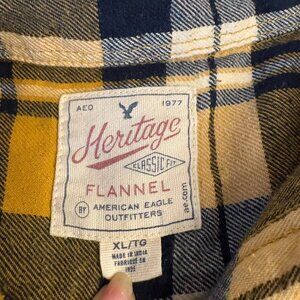 AEO 1977
Heritage
CLASSIC FIT
FLANNEL
BY AMERICAN EAGLE
OUTFITTERS
ae.com
XL/TG
MADE IN INDIA
FABRIQUÉ EN
INDE